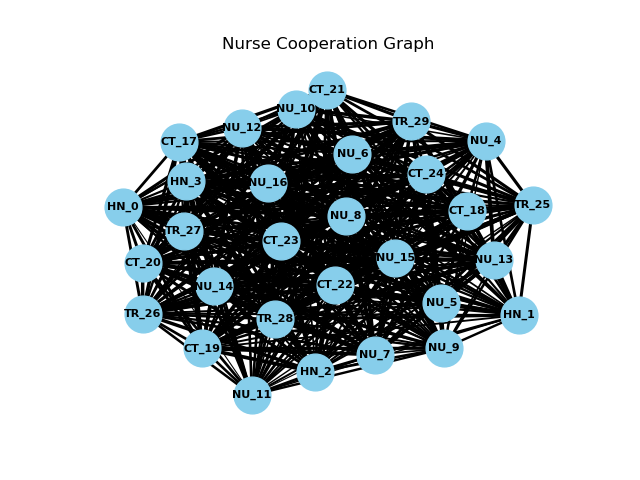 Nurse Cooperation Graph
CT_21
NU_10
TR_29
NU_12
NU_4
CT_17
NU_6
CT_24
HN_3
NU_16
TR_25
HN_0
CT_18
NU_8
TR_27
CT_23
NU_15
NU_13
CT_20
NU_14
CT_22
NU_5
TR_26
HN_1
TR_28
CT_19
NU_9
NU_7
HN_2
NU_11